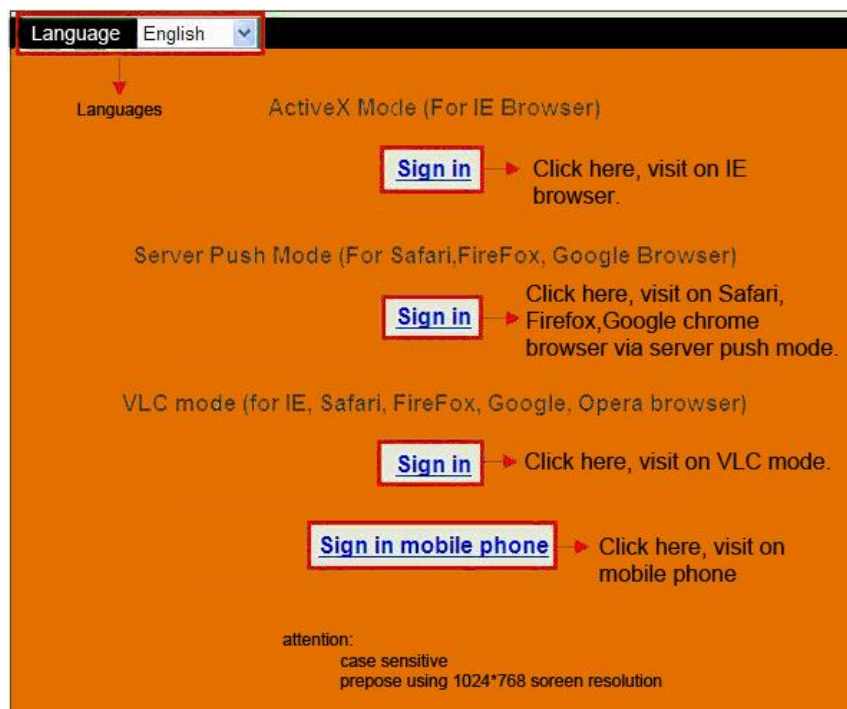 Language English
Languages
ActiveX Mode (For IE Browser)
Sign in
Click here, visit on IE
browser.
Server Push Mode (For Safari,FireFox, Google Browser)
Sign in
Click here, visit on Safari,
Firefox,Google chrome
browser via server push mode.
VLC mode (for IE, Safari, FireFox, Google, Opera browser)
Sign in
Click here, visit on VLC mode.
Sign in mobile phone
Click here, visit on
mobile phone
attention:
case sensitive
prepose using 1024*768 soreen resolution